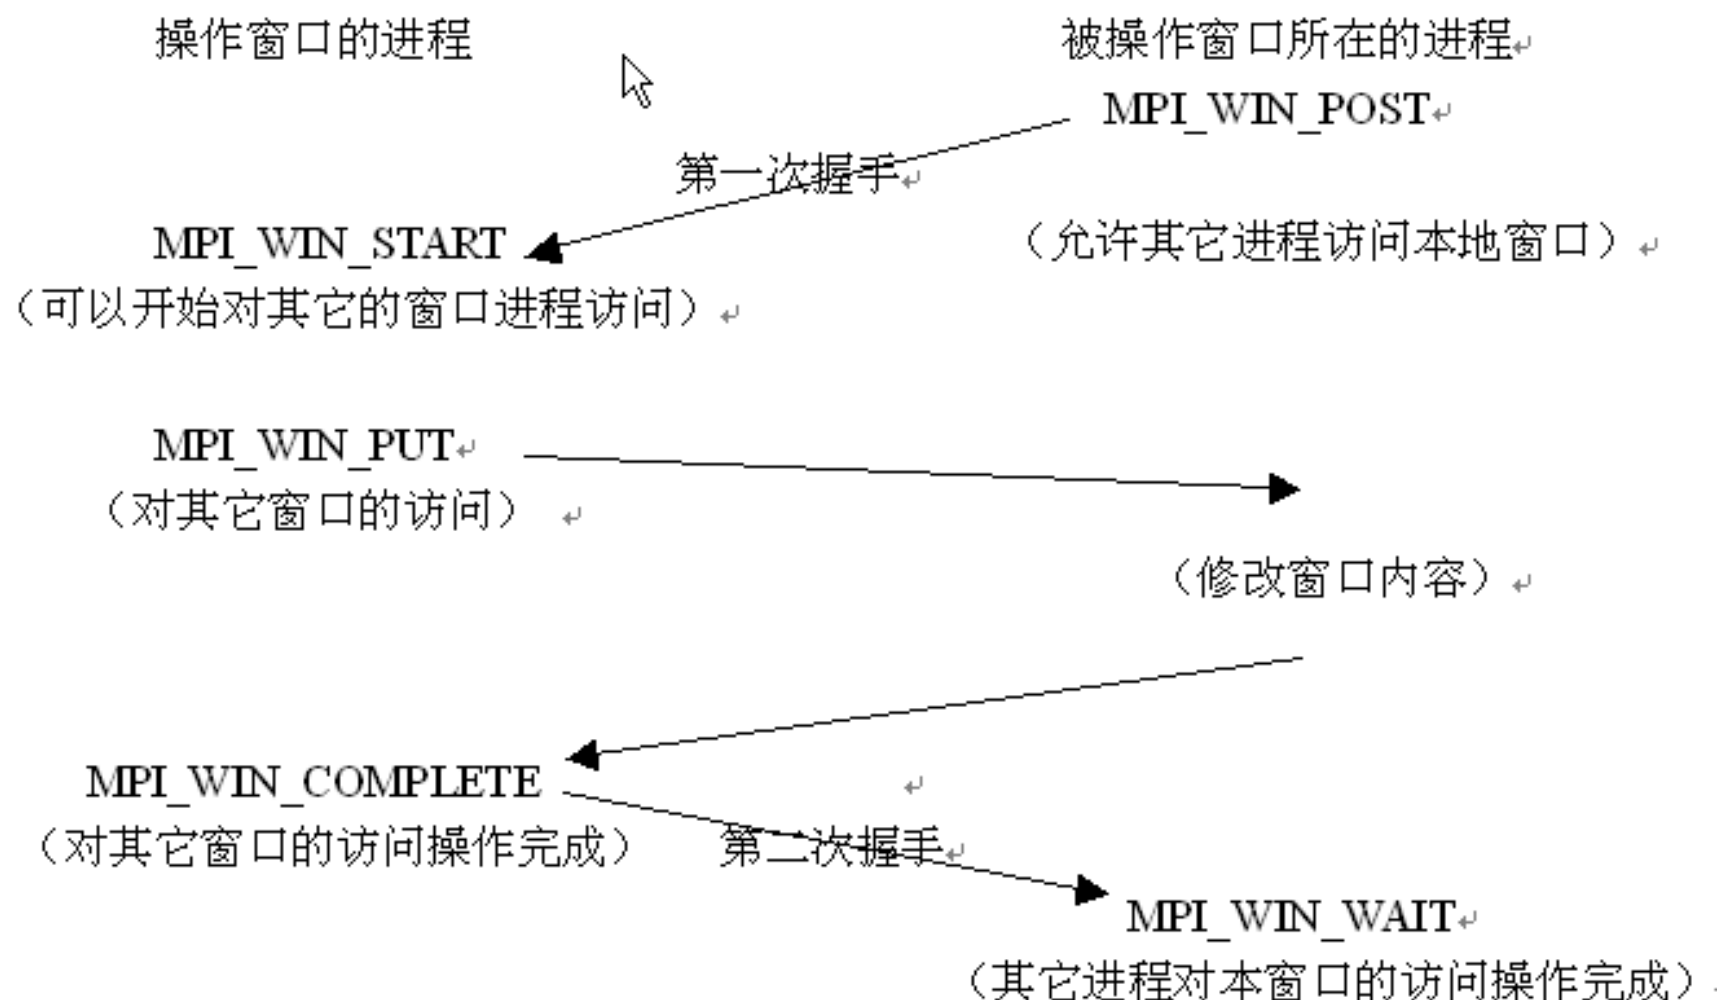 操作窗口的进程 被操作窗口所在的进程
MPI_WIN_POST
第一次握手
MPI_WIN_START （允许其它进程访问本地窗口）
（可以开始对其它的窗口进程访问）
MPI_WIN_PUT
（对其它窗口的访问）
（修改窗口内容）
MPI_WIN_COMPLETE
（对其它窗口的访问操作完成） 第二次握手
MPI_WIN_WAIT
（其它进程对本窗口的访问操作完成）